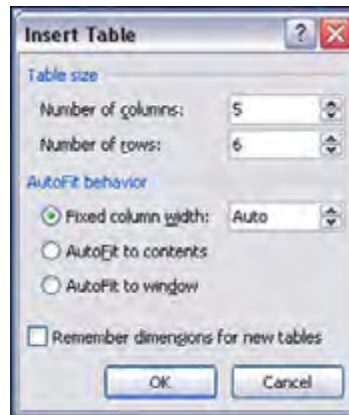 Insert Table
?
X
Table size
Number of columns:
5
Number of rows:
6
AutoFit behavior
Fixed column width:
Auto
AutoFit to contents
AutoFit to window
Remember dimensions for new tables
OK
Cancel